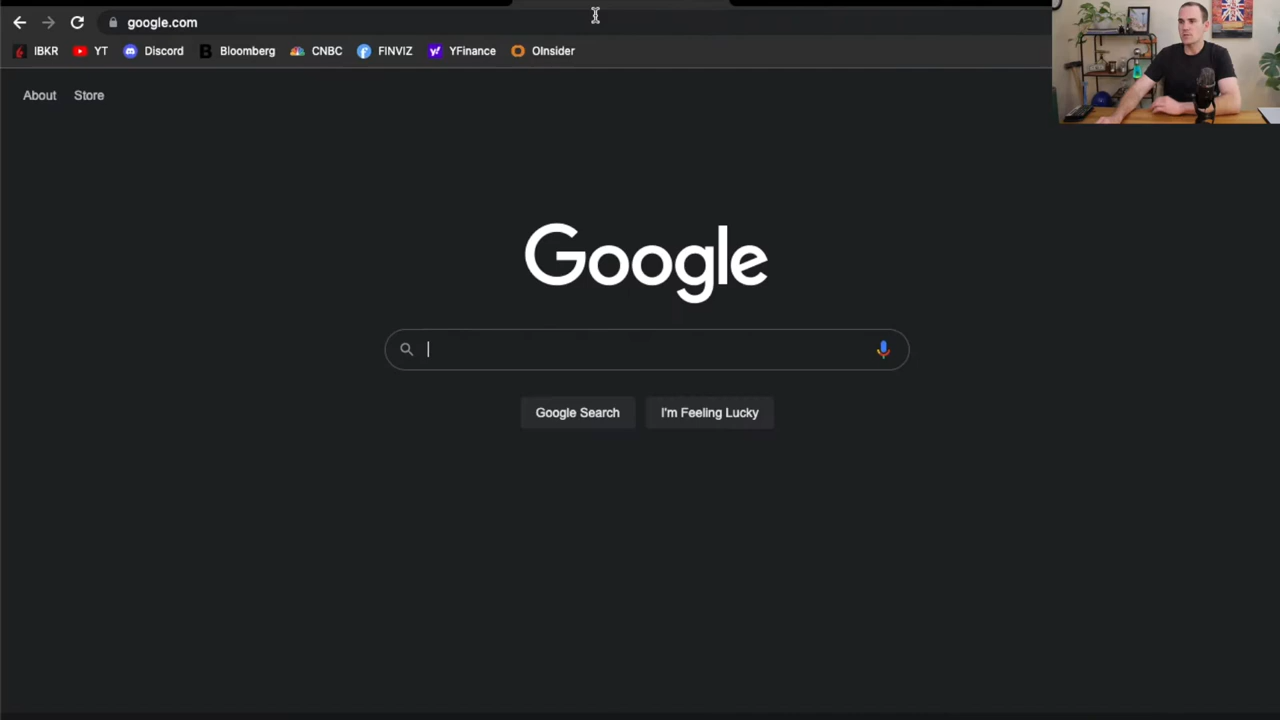 google.com
IBKR YT Discord Bloomberg CNBC FINVIZ YFinance OInsider
About Store
Google
Google Search I'm Feeling Lucky